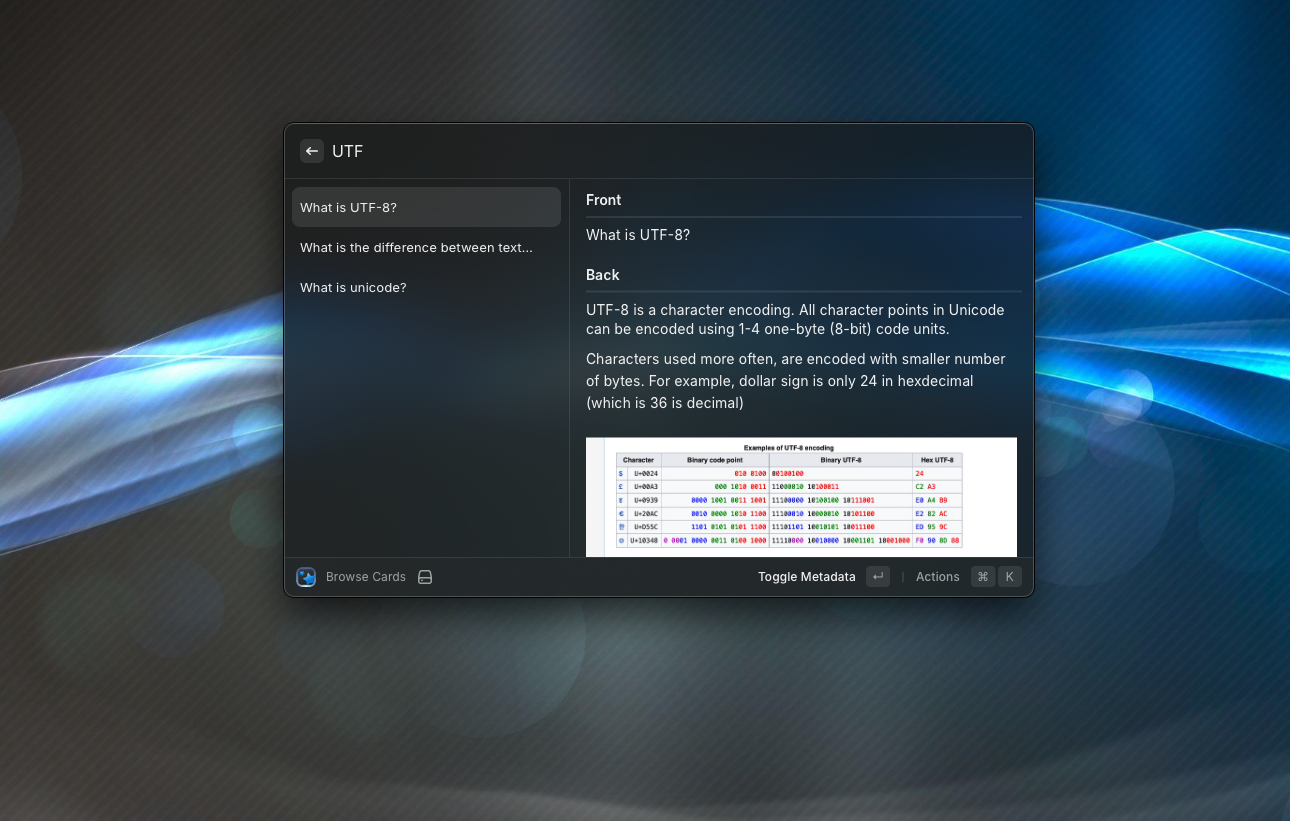 UTF
What is UTF-8?
What is the difference between text...
What is unicode?
Front
What is UTF-8?
Back
UTF-8 is a character encoding. All character points in Unicode
can be encoded using 1-4 one-byte (8-bit) code units.
Characters used more often, are encoded with smaller number
of bytes. For example, dollar sign is only 24 in hexdecimal
(which is 36 is decimal)
Examples of UTF-8 encoding
Character Binary code point Binary UTF-8 Hex UTF-8
$ U+0024 010 0100 00100100 24
£ U+00A3 000 1010 0011 11000010 10100011 C2 A3
U+0939 0000 1001 0011 1001 11100000 10100100 10111001 E0 A4 B9
€ U+20AC 0010 0000 1010 1100 11100010 10000010 10101100 E2 82 AC
U+D55C 1101 0101 0101 1100 11101101 10010101 10011100 ED 95 9C
U+10348 0 0001 0000 0011 0100 1000 11110000 10010000 10001101 10001000 F0 90 8D 88
Browse Cards
Toggle Metadata
Actions ⌘ K